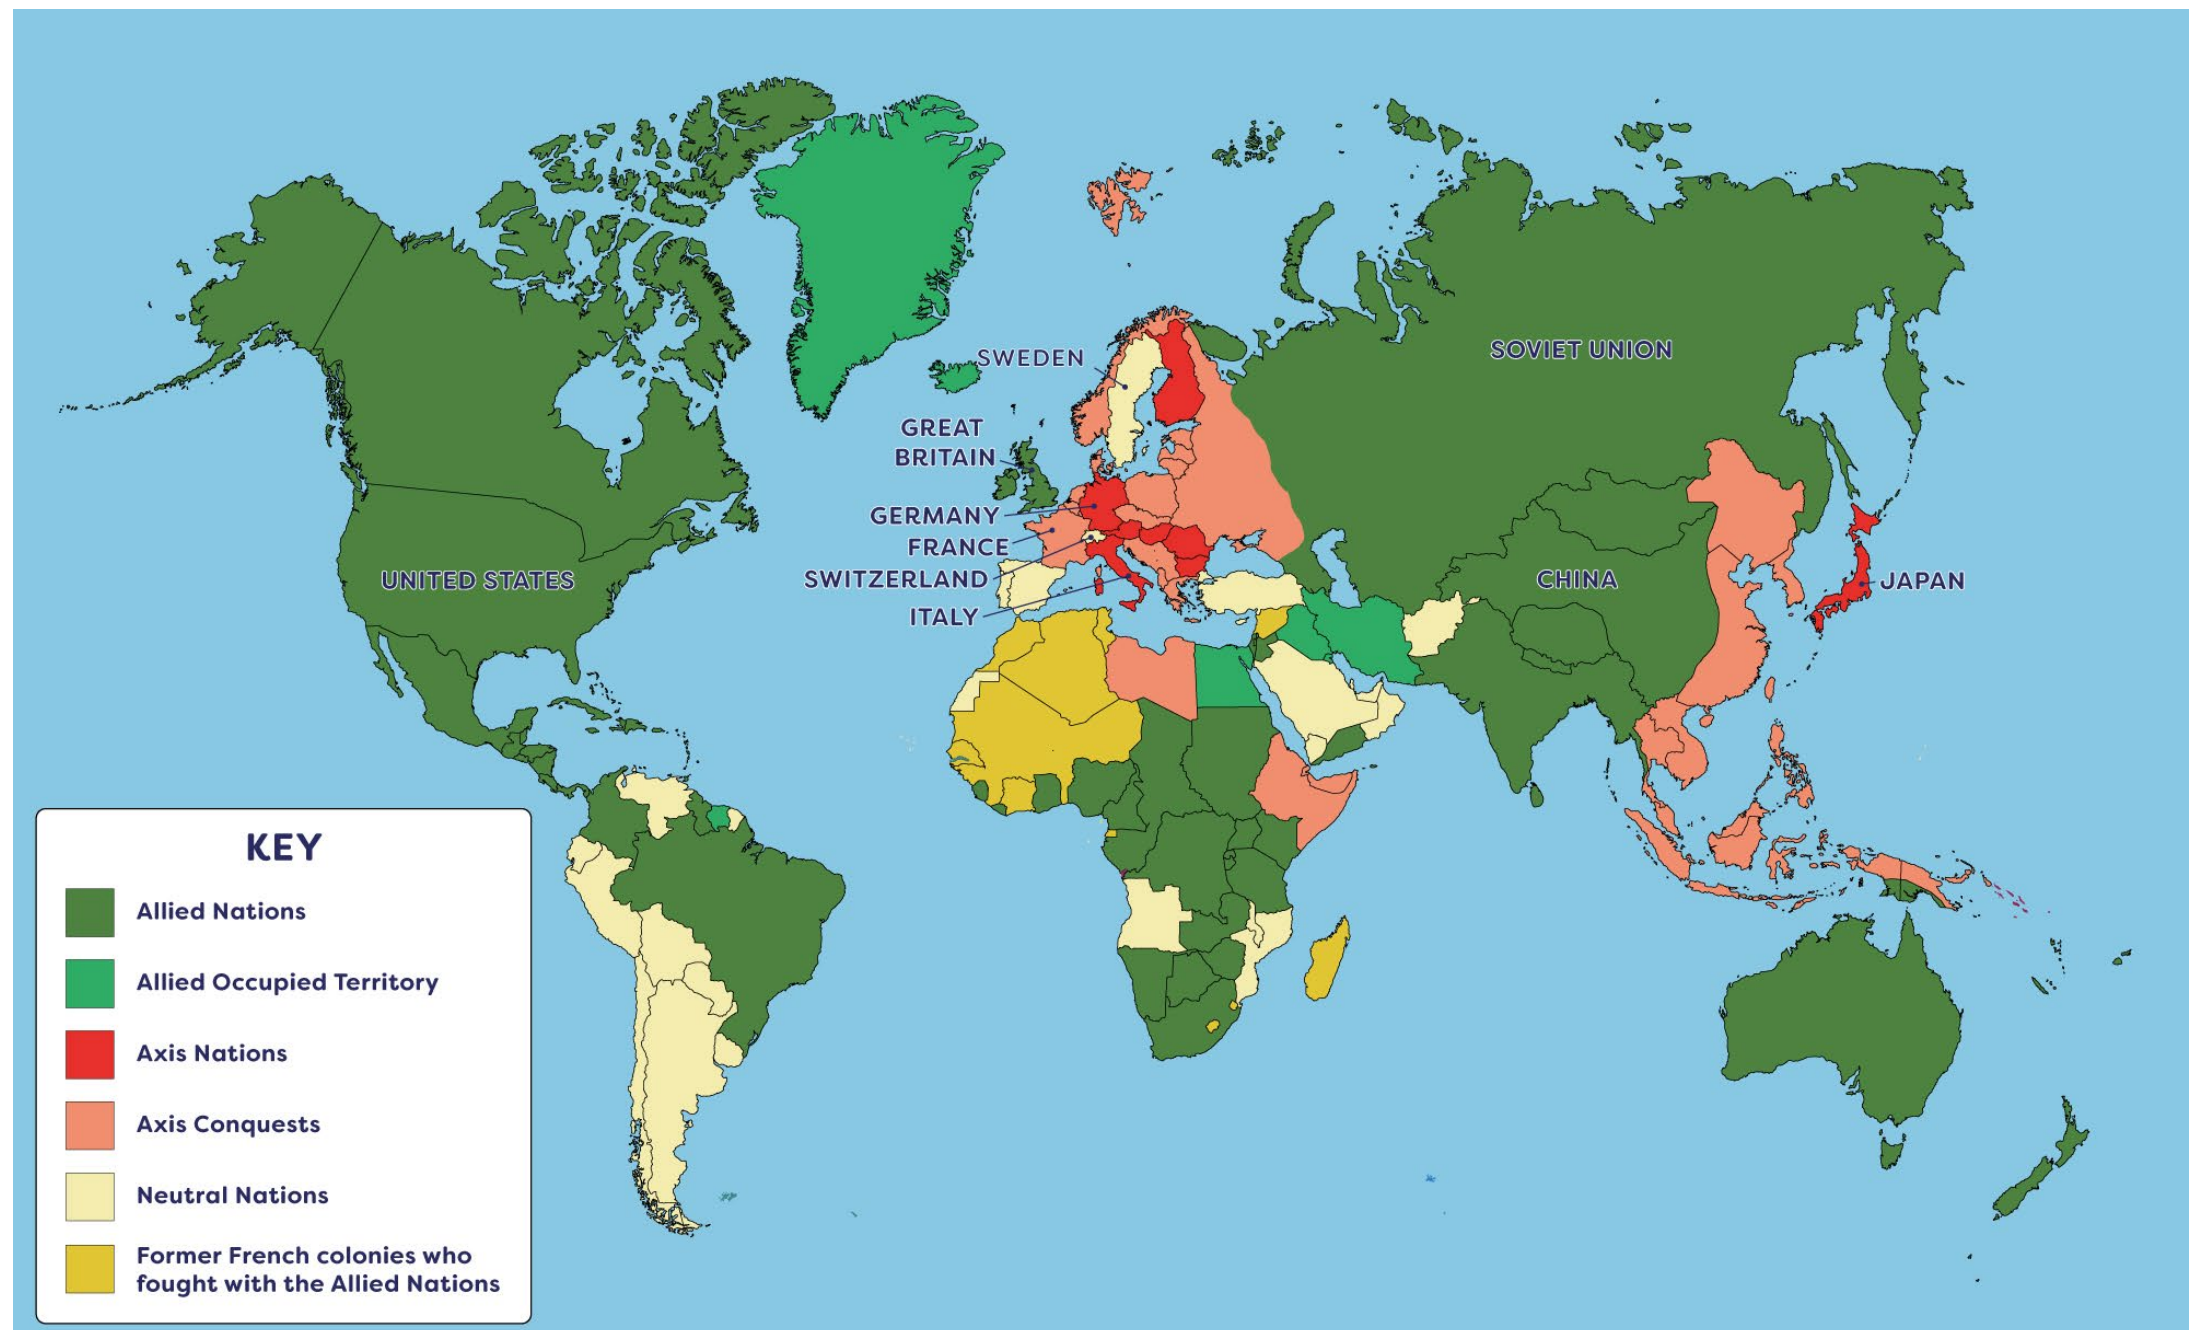 SWEDEN
SOVIET UNION
GREAT
BRITAIN
GERMANY
FRANCE
UNITED STATES
SWITZERLAND
CHINA
JAPAN
ITALY
KEY
Allied Nations
Allied Occupied Territory
Axis Nations
Axis Conquests
Neutral Nations
Former French colonies who
fought with the Allied Nations